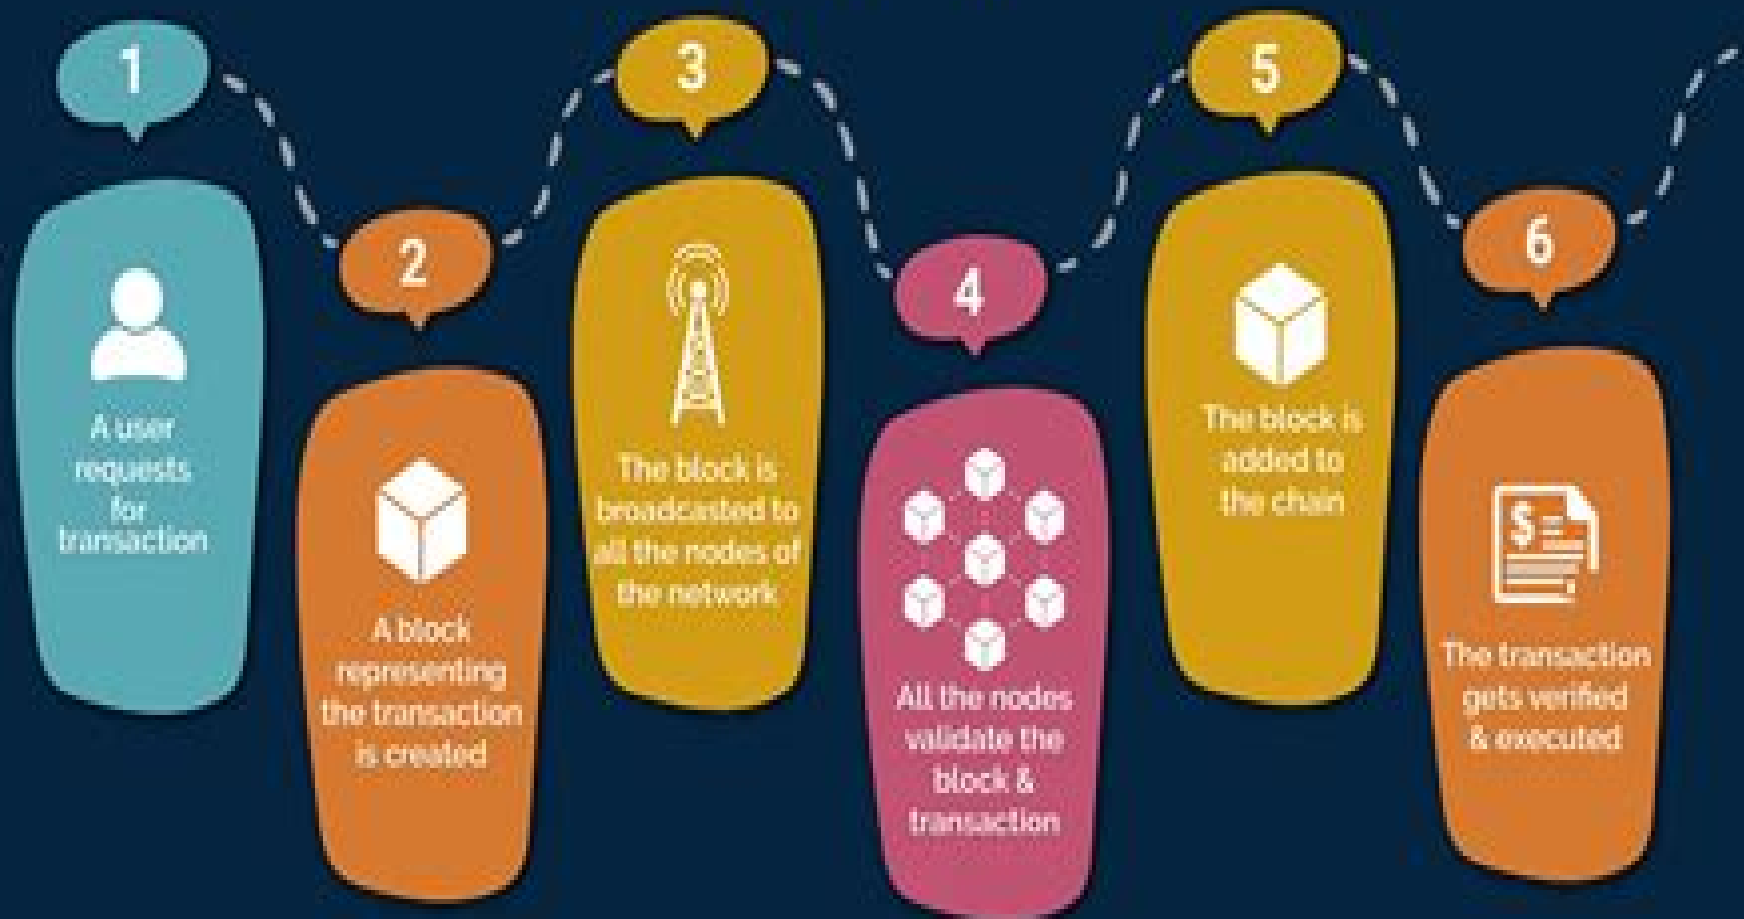 1
A user
requests
for
transaction
2
A block
representing
the transaction
is created
3
The block is
broadcasted to
all the nodes of
the network
4
All the nodes
validate the
block &
transaction
5
The block is
added to
the chain
6
$
The transaction
gets verified
& executed